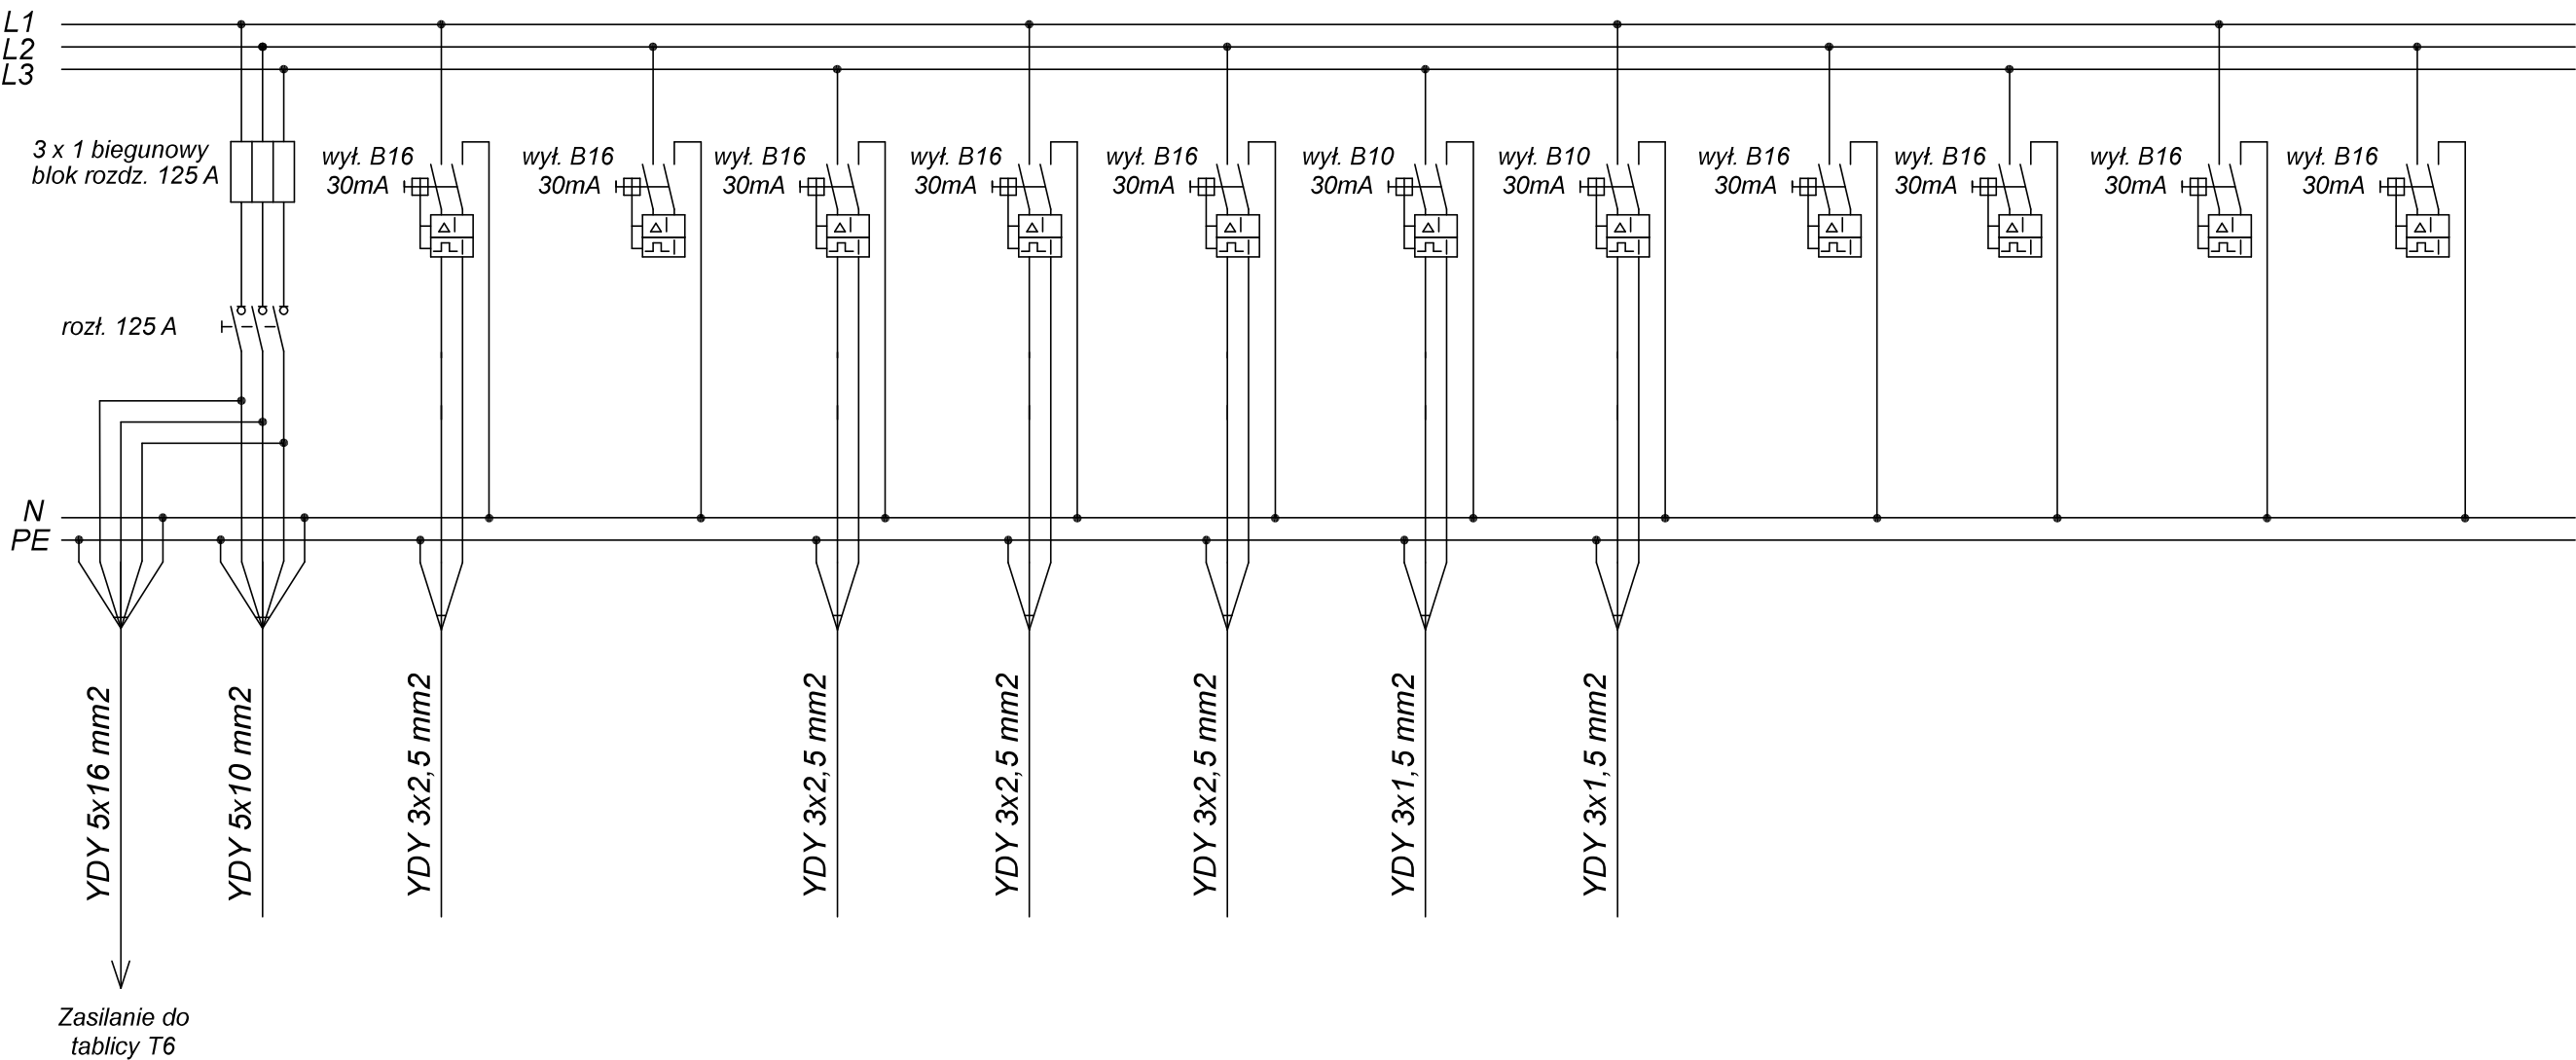 L1
L2
L3
3 x 1 biegunowy
blok rozdz. 125 A
rozł. 125 A
wył. B16
30mA
wył. B16
30mA
wył. B16
30mA
wył. B16
30mA
wył. B16
30mA
wył. B10
30mA
wył. B10
30mA
wył. B16
30mA
wył. B16
30mA
wył. B16
30mA
wył. B16
30mA
N
PE
YDY 5x16 mm2
YDY 5x10 mm2
YDY 3x2,5 mm2
YDY 3x2,5 mm2
YDY 3x2,5 mm2
YDY 3x2,5 mm2
YDY 3x1,5 mm2
YDY 3x1,5 mm2
Zasilanie do
tablicy T6